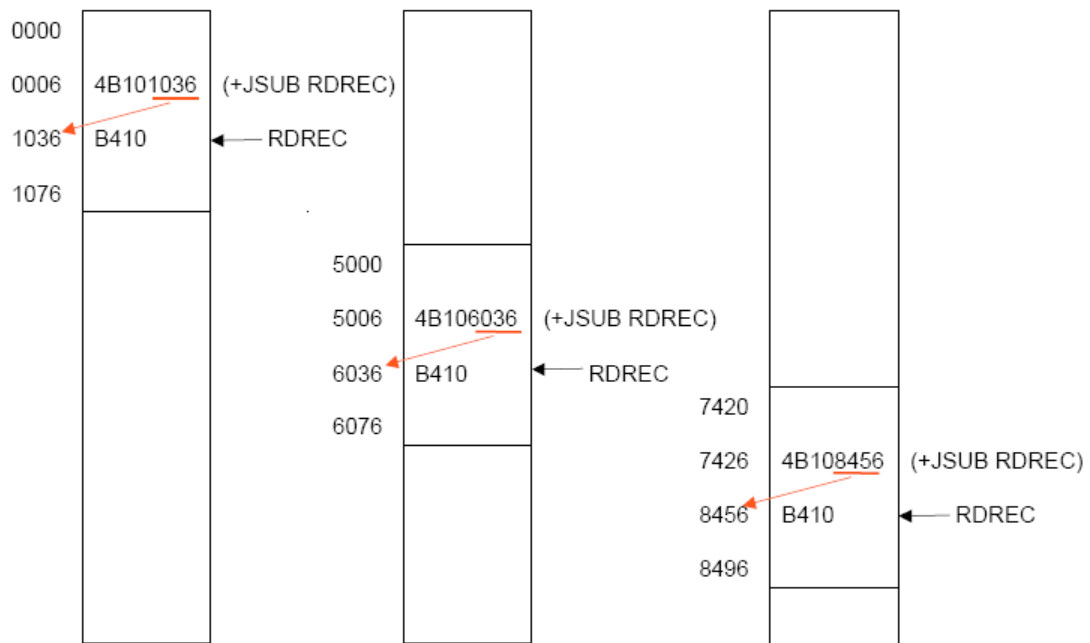 0000
0006 4B101036 (+JSUB RDREC)
1036 B410 RDREC
1076
5000
5006 4B106036 (+JSUB RDREC)
6036 B410 RDREC
6076
7420
7426 4B108456 (+JSUB RDREC)
8456 B410 RDREC
8496